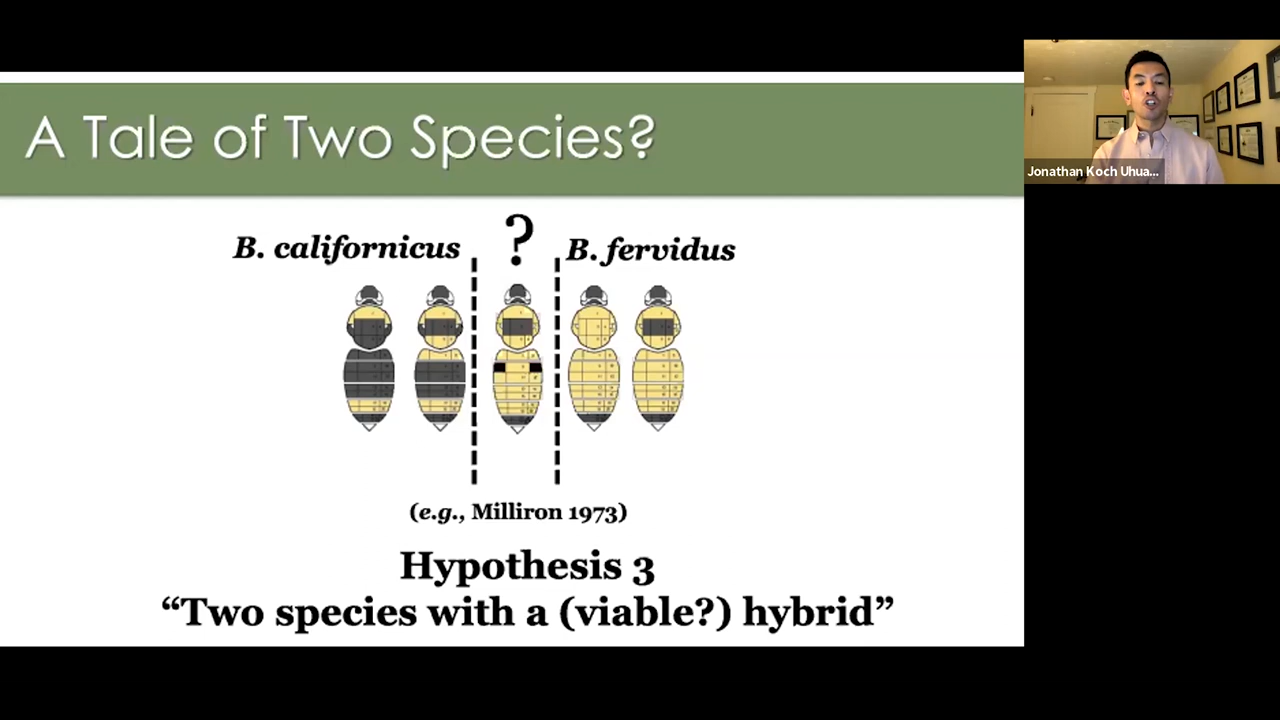 A Tale of Two Species?
?
B. californicus
B. fervidus
(e.g., Milliron 1973)
Hypothesis 3
“Two species with a (viable?) hybrid”
Jonathan Koch Uhua...